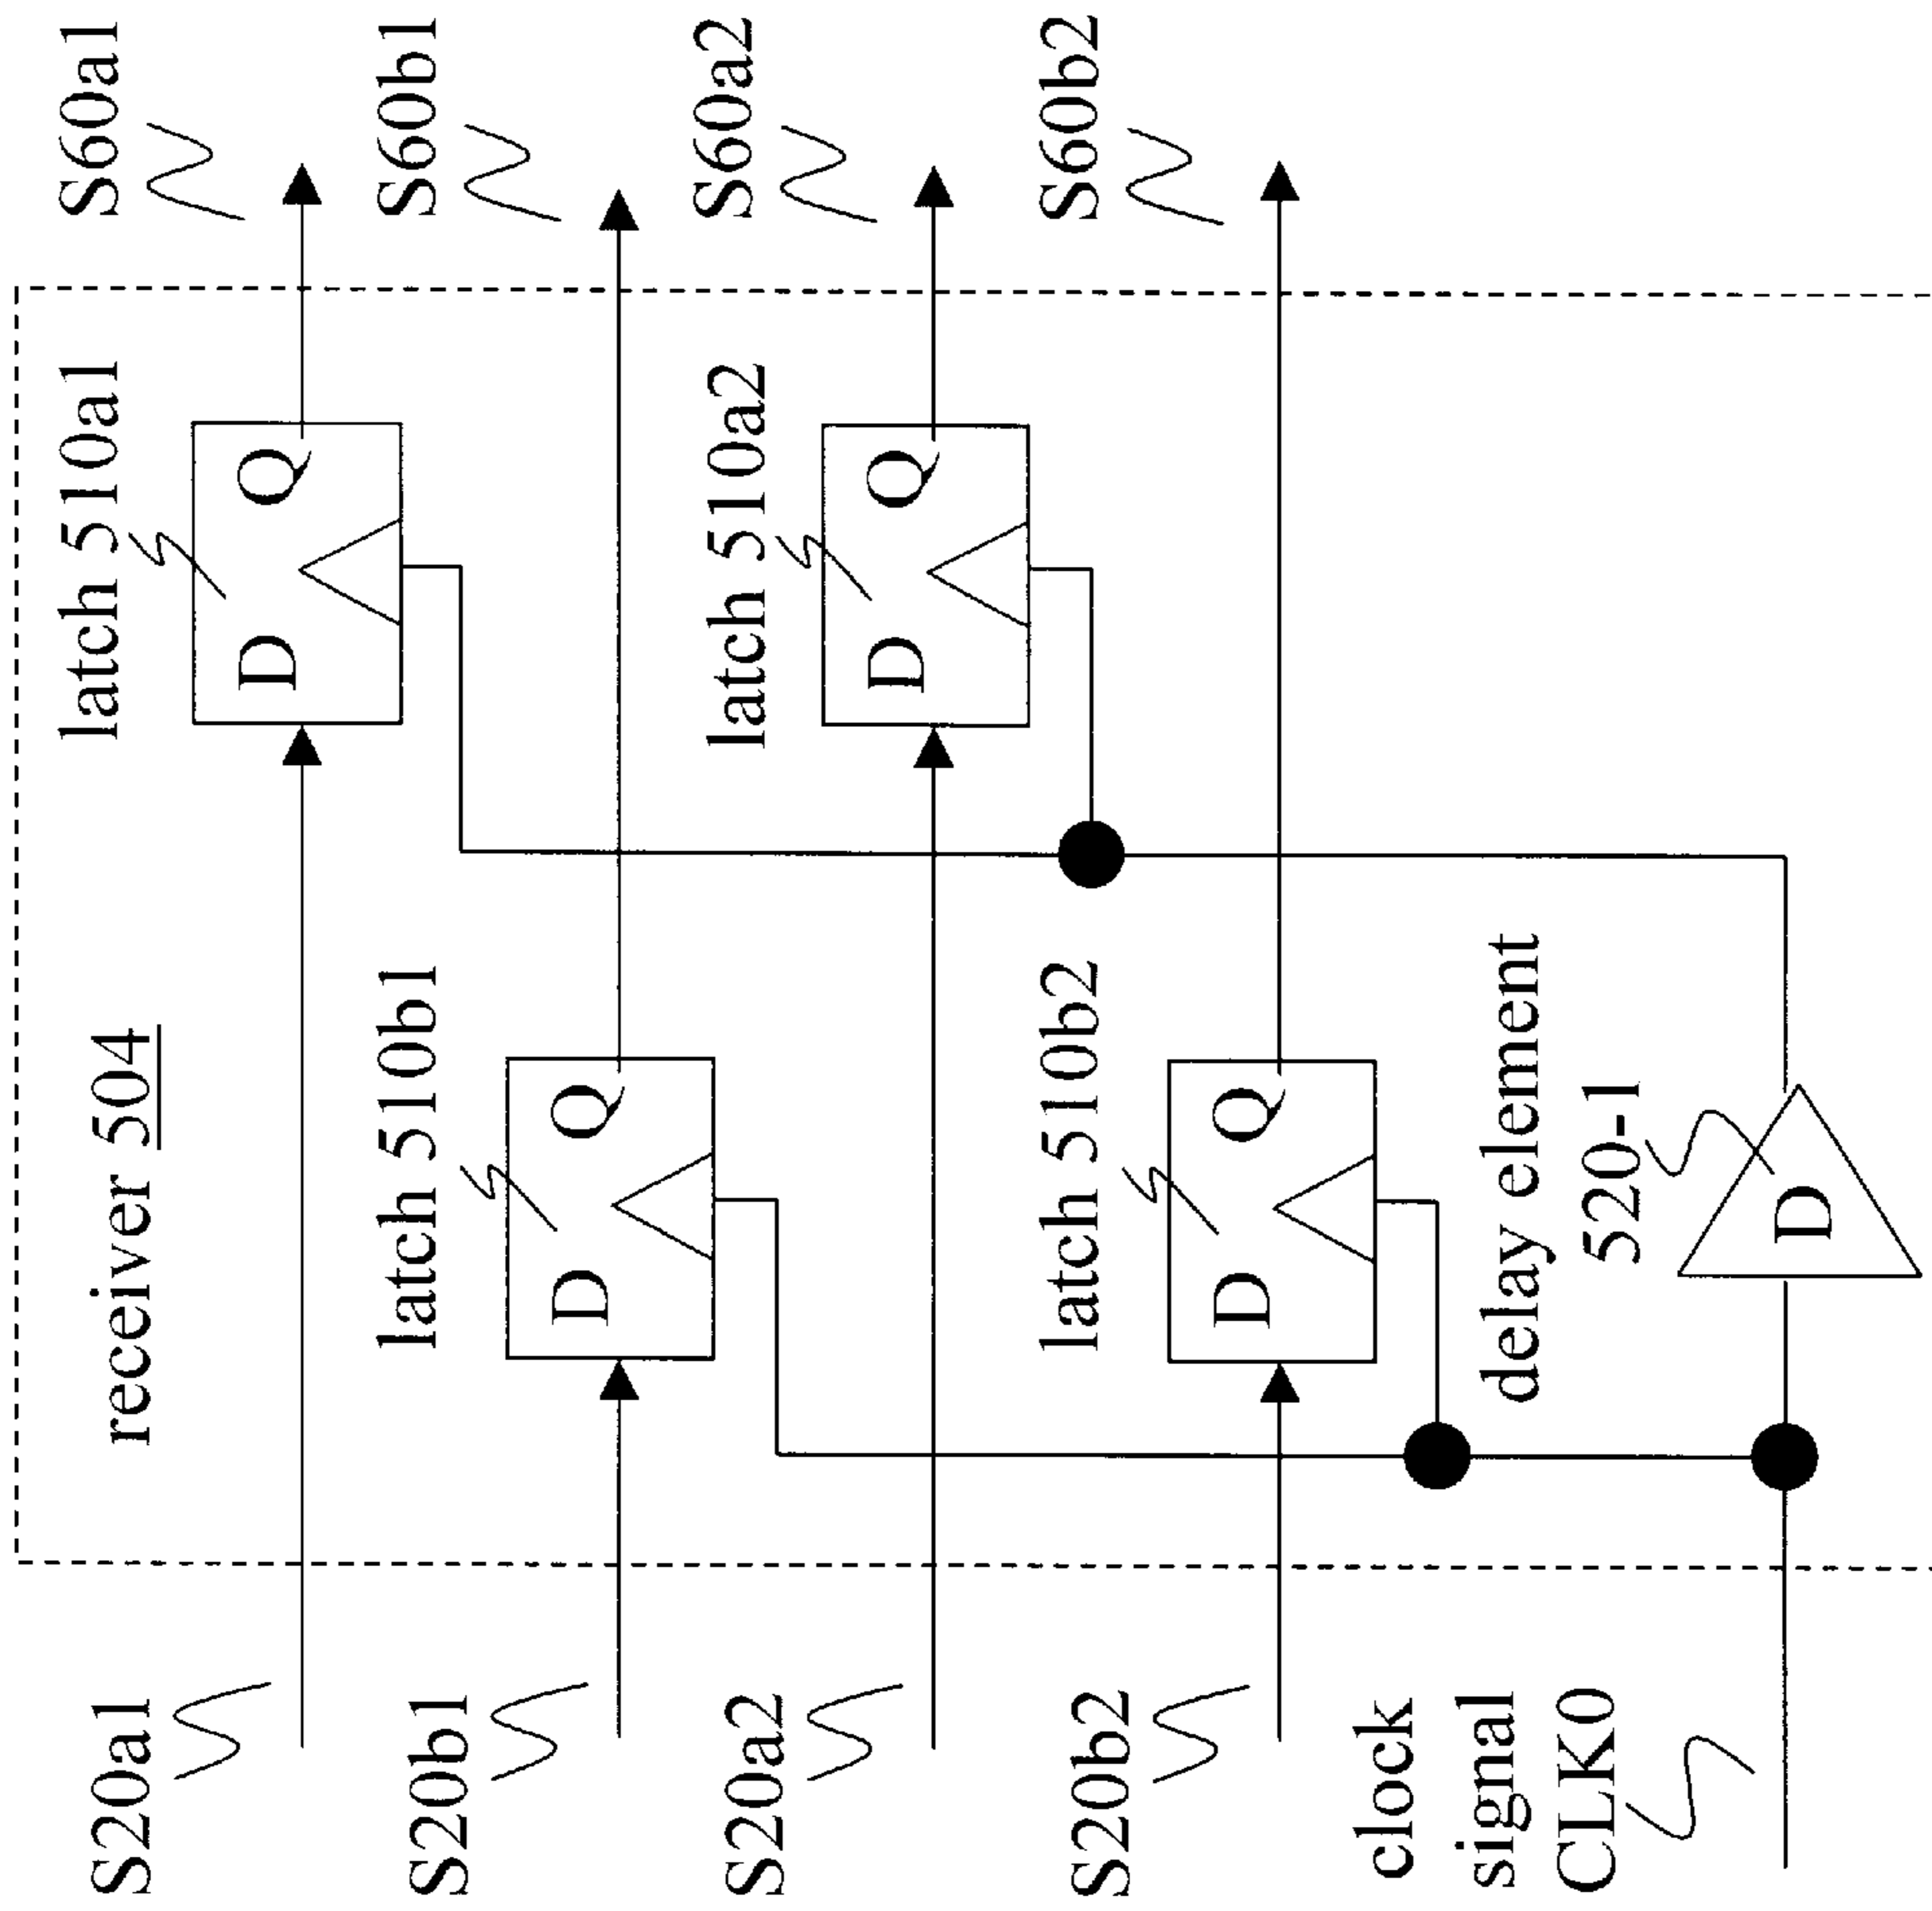 S20a1
S20b1
S20a2
S20b2
clock
signal
CLK0
receiver 504
latch 510a1
D Q
latch 510b1
D Q
latch 510a2
D Q
latch 510b2
D Q
delay element
520-1
D
S60a1
S60b1
S60a2
S60b2